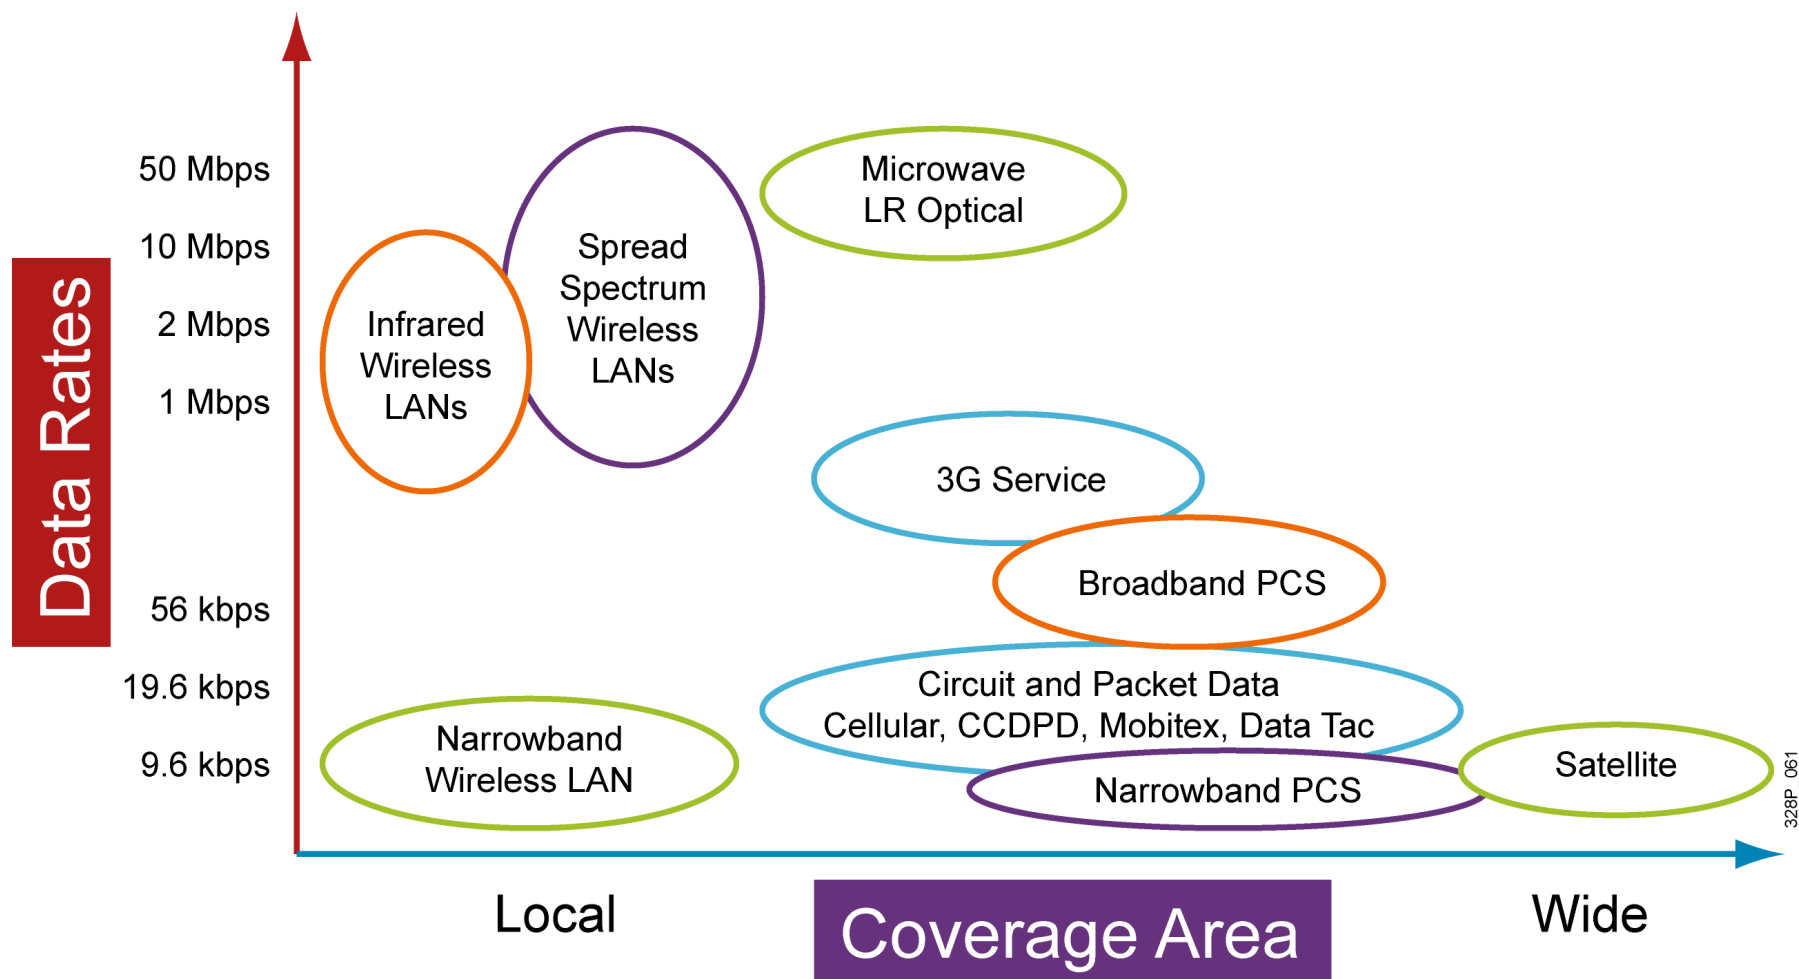 50 Mbps
10 Mbps
2 Mbps
1 Mbps
56 kbps
19.6 kbps
9.6 kbps
Data Rates
Microwave
LR Optical
Spread
Spectrum
Wireless
LANs
Infrared
Wireless
LANs
3G Service
Broadband PCS
Circuit and Packet Data
Cellular, CCDPD, Mobitex, Data Tac
Narrowband
Wireless LAN
Narrowband PCS
Satellite
328P_061
Local
Coverage Area
Wide